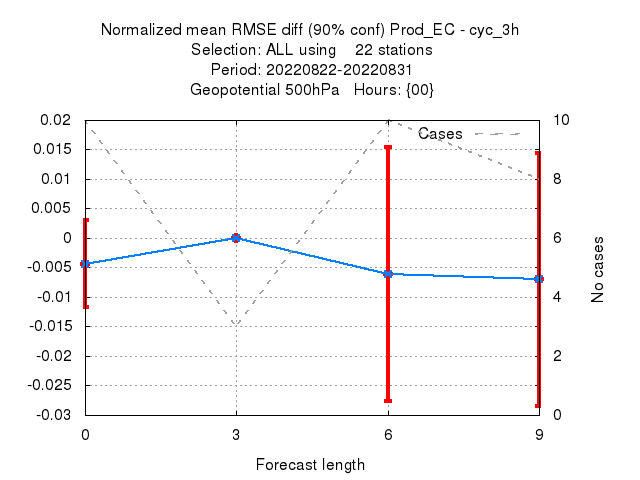 Normalized mean RMSE diff (90% conf) Prod_EC - cyc_3h
Selection: ALL using    22 stations
Period: 20220822-20220831
Geopotential 500hPa   Hours: {00}
0.02
0.015
0.01
0.005
0
-0.005
-0.01
-0.015
-0.02
-0.025
-0.03
Cases
10
8
6
4
2
0
No cases
0 3 6 9
Forecast length